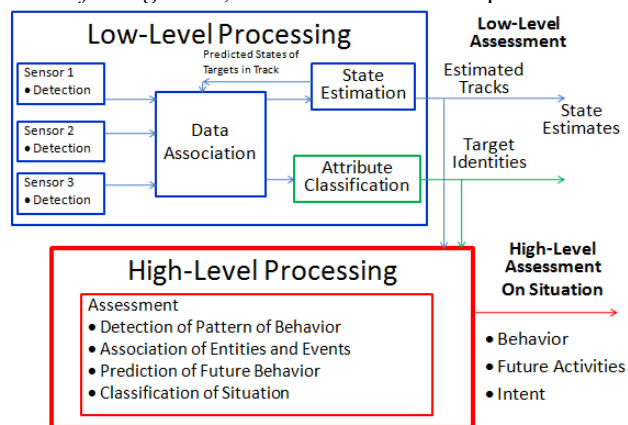 Low-Level Processing
Low-Level
Assessment
Sensor 1
• Detection
Predicted States of
Targets in Track
State
Estimation
Estimated
Tracks
State
Estimates
Sensor 2
• Detection
Data
Association
Target
Identities
Sensor 3
• Detection
Attribute
Classification
High-Level Processing
High-Level
Assessment
On Situation
Assessment
• Detection of Pattern of Behavior
• Association of Entities and Events
• Prediction of Future Behavior
• Classification of Situation
• Behavior
• Future Activities
• Intent